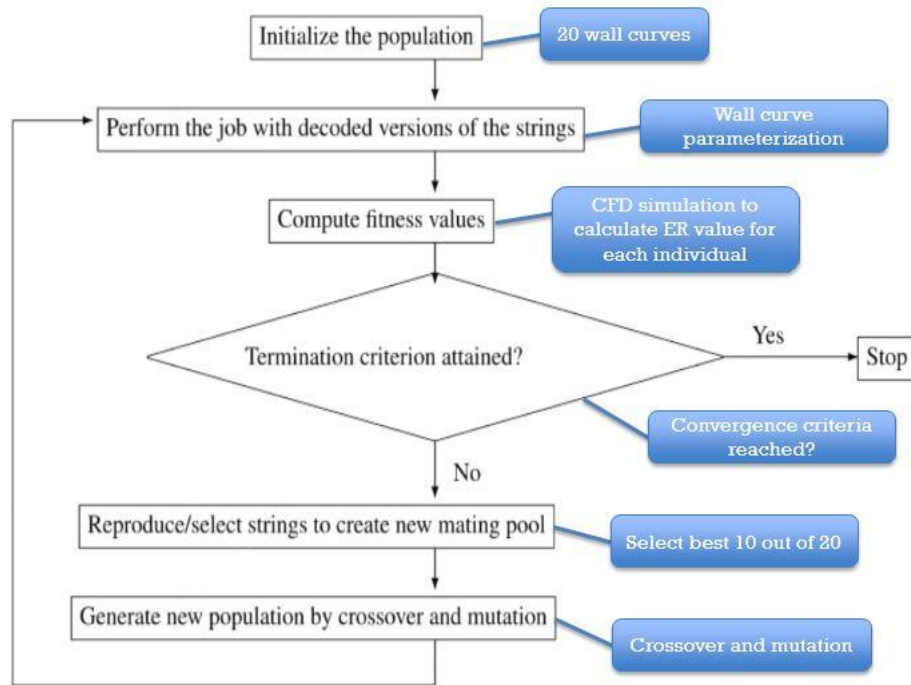 Initialize the population
20 wall curves
Perform the job with decoded versions of the strings
Wall curve
parameterization
Compute fitness values
CFD simulation to
calculate ER value for
each individual
Termination criterion attained?
Yes
Stop
Convergence criteria
reached?
No
Reproduce/select strings to create new mating pool
Select best 10 out of 20
Generate new population by crossover and mutation
Crossover and mutation